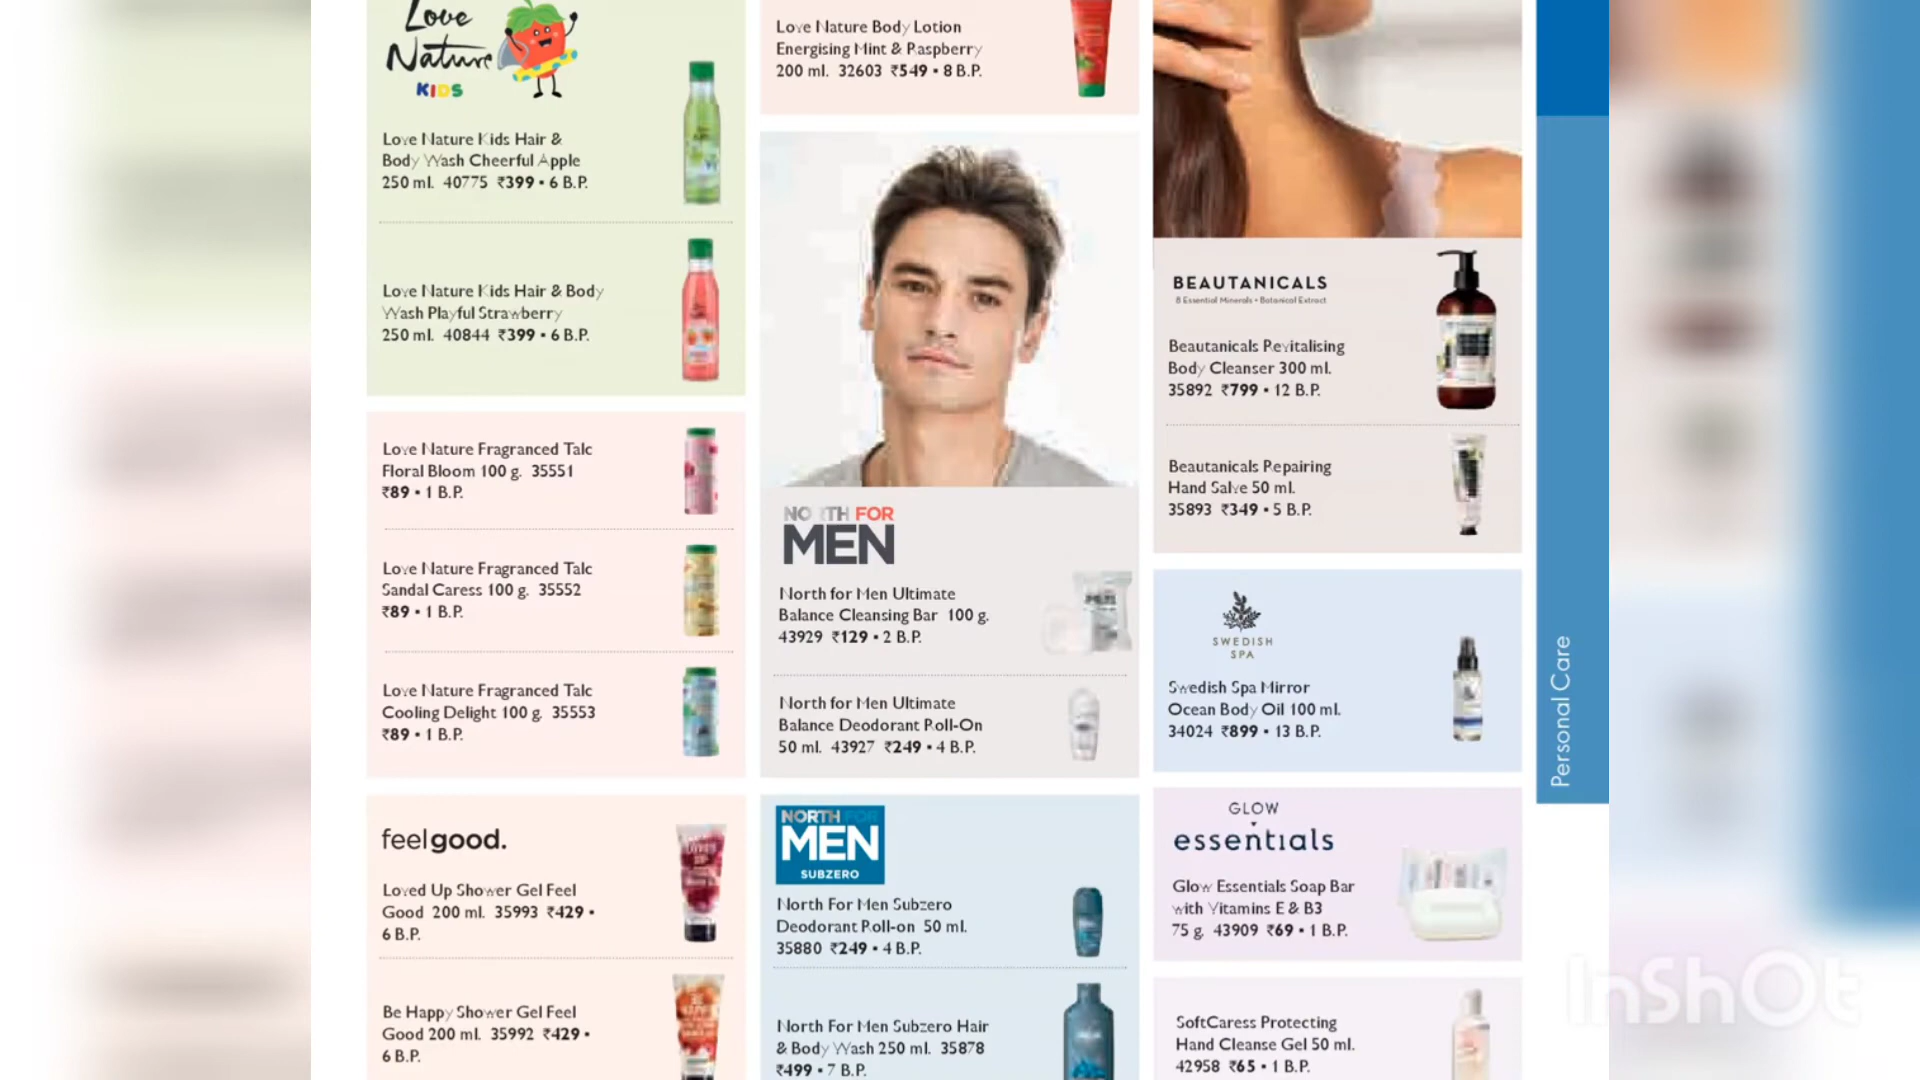 Love
Nature
KIDS
Love Nature Kids Hair &
Body Wash Cheerful Apple
250 ml. 40775 ₹399 • 6 B.P.
Love Nature Kids Hair & Body
Wash Playful Strawberry
250 ml. 40844 ₹399 • 6 B.P.
Love Nature Fragranced Talc
Floral Bloom 100 g. 35551
₹89 • 1 B.P.
Love Nature Fragranced Talc
Sandal Caress 100 g. 35552
₹89 • 1 B.P.
Love Nature Fragranced Talc
Cooling Delight 100 g. 35553
₹89 • 1 B.P.
feelgood.
Loved Up Shower Gel Feel
Good 200 ml. 35993 ₹429 •
6 B.P.
Be Happy Shower Gel Feel
Good 200 ml. 35992 ₹429 •
6 B.P.
Love Nature Body Lotion
Energising Mint & Raspberry
200 ml. 32603 ₹549 • 8 B.P.
NORTH FOR
MEN
North for Men Ultimate
Balance Cleansing Bar 100 g.
43929 ₹129 • 2 B.P.
North for Men Ultimate
Balance Deodorant Roll-On
50 ml. 43927 ₹249 • 4 B.P.
NORTH FOR
MEN
SUBZERO
North For Men Subzero
Deodorant Roll-on 50 ml.
35880 ₹249 • 4 B.P.
North For Men Subzero Hair
& Body Wash 250 ml. 35878
₹499 • 7 B.P.
BEAUTANICALS
8 Essential Minerals • Botanical Extract
Beautanicals Revitalising
Body Cleanser 300 ml.
35892 ₹799 • 12 B.P.
Beautanicals Repairing
Hand Salve 50 ml.
35893 ₹349 • 5 B.P.
SWEDISH
SPA
Swedish Spa Mirror
Ocean Body Oil 100 ml.
34024 ₹899 • 13 B.P.
GLOW
essentials
Glow Essentials Soap Bar
with Vitamins E & B3
75 g. 43909 ₹69 • 1 B.P.
SoftCaress Protecting
Hand Cleanse Gel 50 ml.
42958 ₹65 • 1 B.P.
Personal Care
InShOt